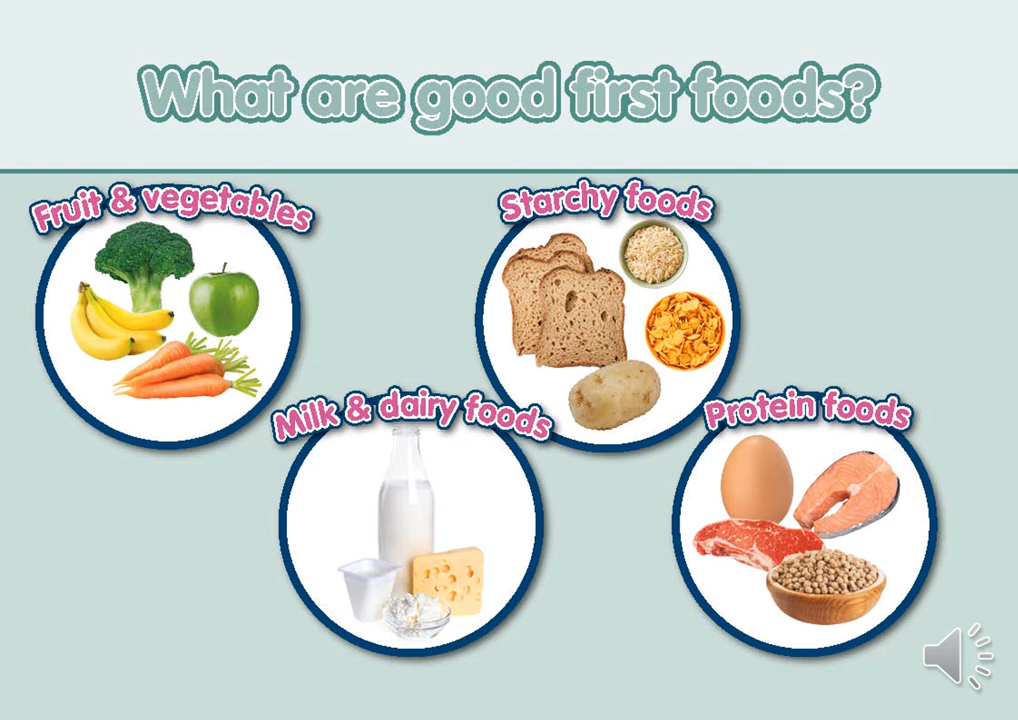 What are good first foods?
Fruit & vegetables
Starchy foods
Milk & dairy foods
Protein foods